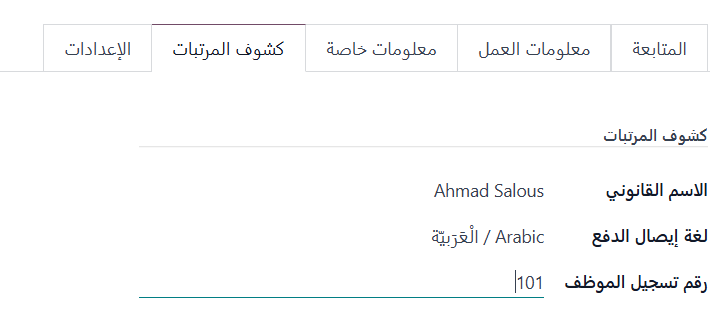 المتابعة معلومات العمل معلومات خاصة كشوف المرتبات الإعدادات
كشوف المرتبات
الاسم القانوني Ahmad Salous
لغة إيصال الدفع Arabic / الْعَرَبيّة
رقم تسجيل الموظف 101